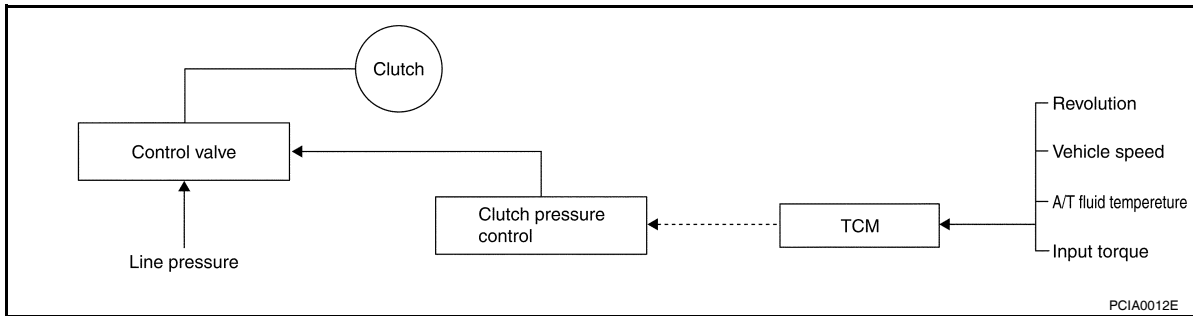 Clutch
Control valve
Line pressure
Clutch pressure
control
TCM
Revolution
Vehicle speed
A/T fluid tempereture
Input torque
PCIA0012E